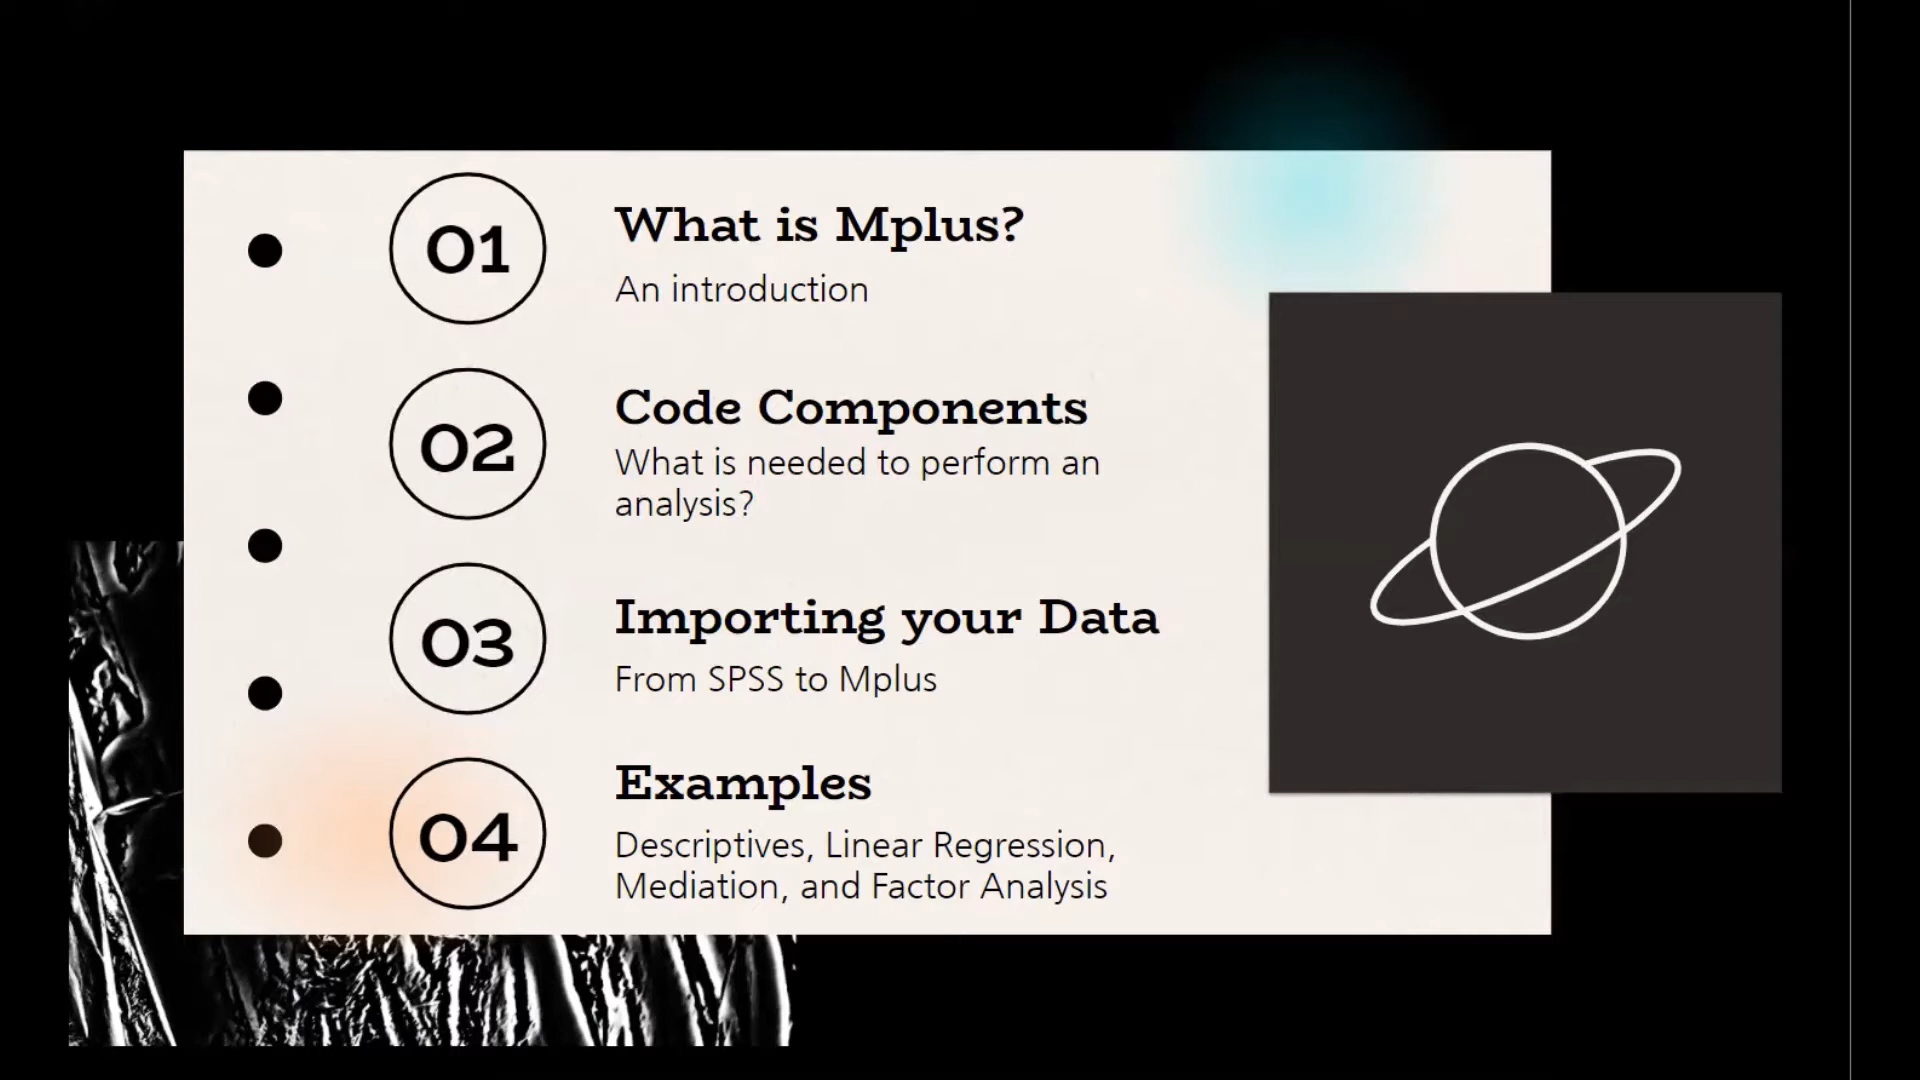 01
What is Mplus?
An introduction
02
Code Components
What is needed to perform an
analysis?
03
Importing your Data
From SPSS to Mplus
04
Examples
Descriptives, Linear Regression,
Mediation, and Factor Analysis